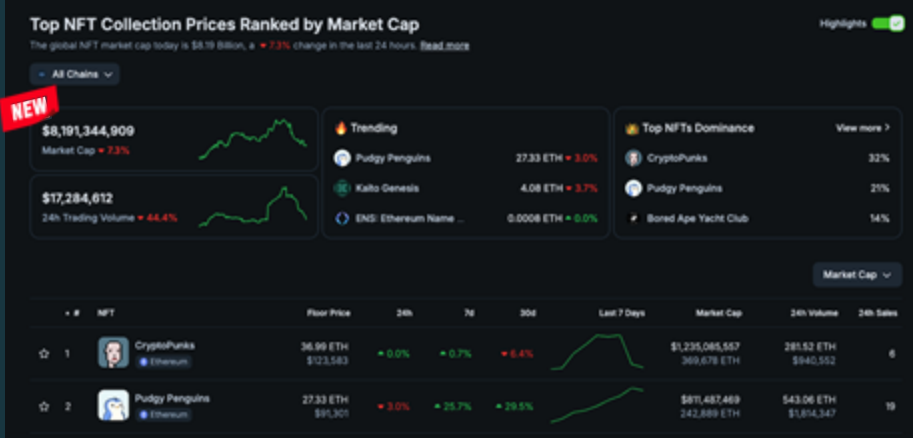 Top NFT Collection Prices Ranked by Market Cap
Highlights
The global NFT market cap today is $8.19 Billion, a ▼ 7.3% change in the last 24 hours. Read more
All Chains
NEW
$8,191,344,909
Market Cap ▼ 7.3%
$17,284,612
24h Trading Volume ▼ 44.4%
Trending
Pudgy Penguins 27.33 ETH ▼ 3.0%
Kaito Genesis 4.08 ETH ▼ 3.7%
ENS: Ethereum Name ... 0.0008 ETH ▲ 0.0%
Top NFTs Dominance View more >
CryptoPunks 32%
Pudgy Penguins 21%
Bored Ape Yacht Club 14%
Market Cap
# NFT Floor Price 24h 7d 30d Last 7 Days Market Cap 24h Volume 24h Sales
1 CryptoPunks 36.99 ETH ▲ 0.0% ▲ 0.7% ▼ 6.4% $1,235,085,557 281.52 ETH 6
Ethereum $123,583 369,678 ETH $940,552
2 Pudgy Penguins 27.33 ETH ▼ 3.0% ▲ 25.7% ▲ 29.5% $811,487,469 543.06 ETH 19
Ethereum $91,301 242,889 ETH $1,814,347